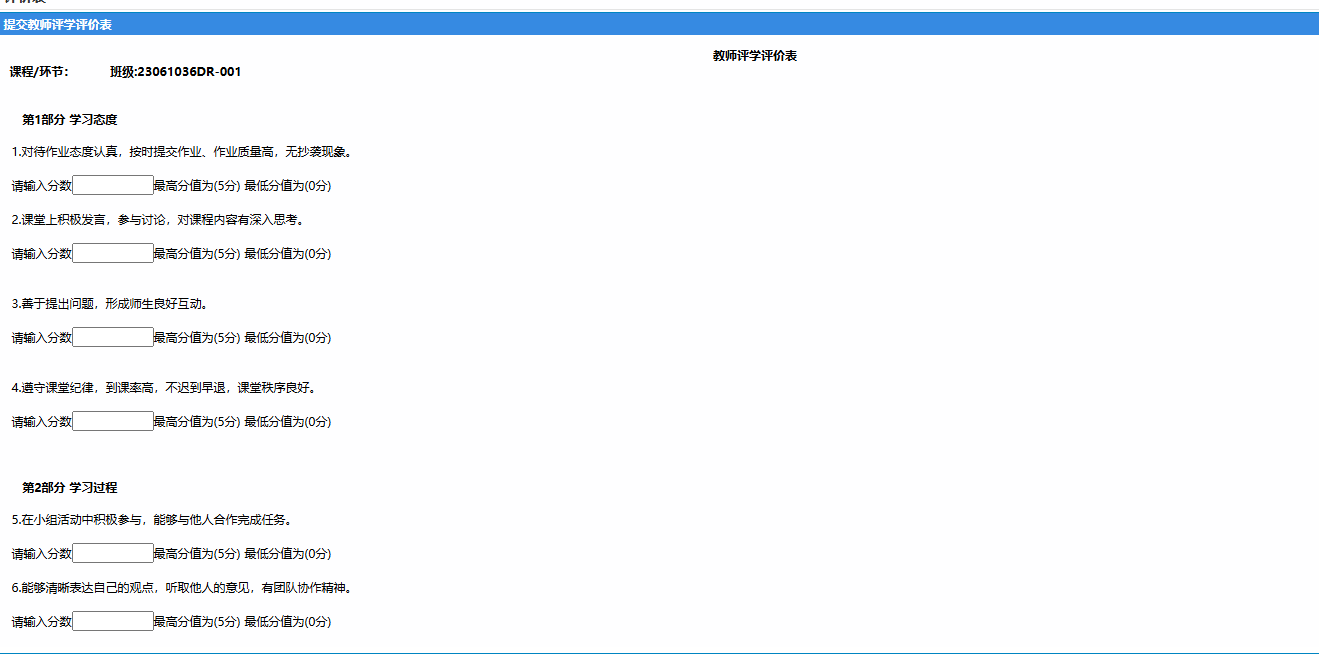 提交教师评学评价表
教师评学评价表
课程/环节： 班级:23061036DR-001
第1部分 学习态度
1.对待作业态度认真，按时提交作业、作业质量高，无抄袭现象。
请输入分数 最高分值为(5分) 最低分值为(0分)
2.课堂上积极发言，参与讨论，对课程内容有深入思考。
请输入分数 最高分值为(5分) 最低分值为(0分)
3.善于提出问题，形成师生良好互动。
请输入分数 最高分值为(5分) 最低分值为(0分)
4.遵守课堂纪律，到课率高，不迟到早退，课堂秩序良好。
请输入分数 最高分值为(5分) 最低分值为(0分)
第2部分 学习过程
5.在小组活动中积极参与，能够与他人合作完成任务。
请输入分数 最高分值为(5分) 最低分值为(0分)
6.能够清晰表达自己的观点，听取他人的意见，有团队协作精神。
请输入分数 最高分值为(5分) 最低分值为(0分)